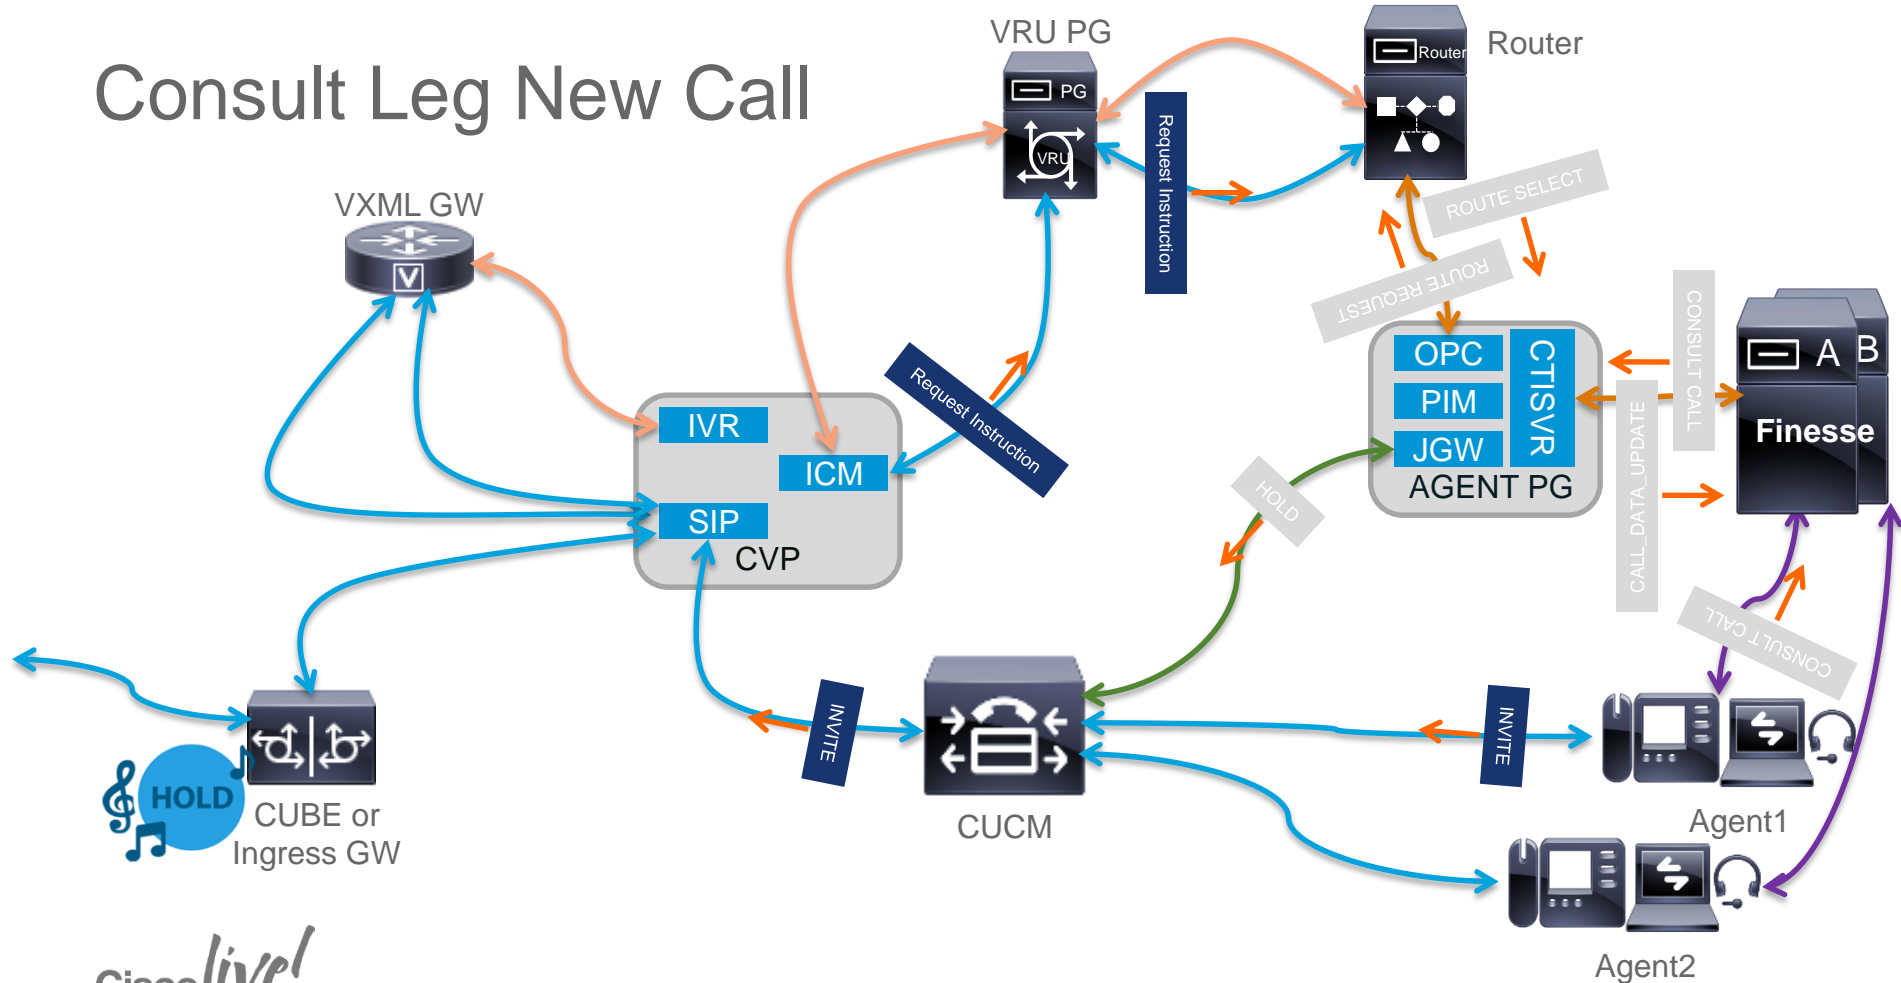 Consult Leg New Call
VRU PG
Router
PG
VRU
Router
Request Instruction
ROUTE SELECT
ROUTE REQUEST
VXML GW
V
IVR
ICM
SIP
CVP
Request Instruction
OPC
PIM
JGW
CTISVR
AGENT PG
CONSULT CALL
CALL_DATA_UPDATE
A
B
Finesse
HOLD
CONSULT CALL
INVITE
INVITE
HOLD
CUBE or
Ingress GW
CUCM
Agent1
Agent2
Cisco live!